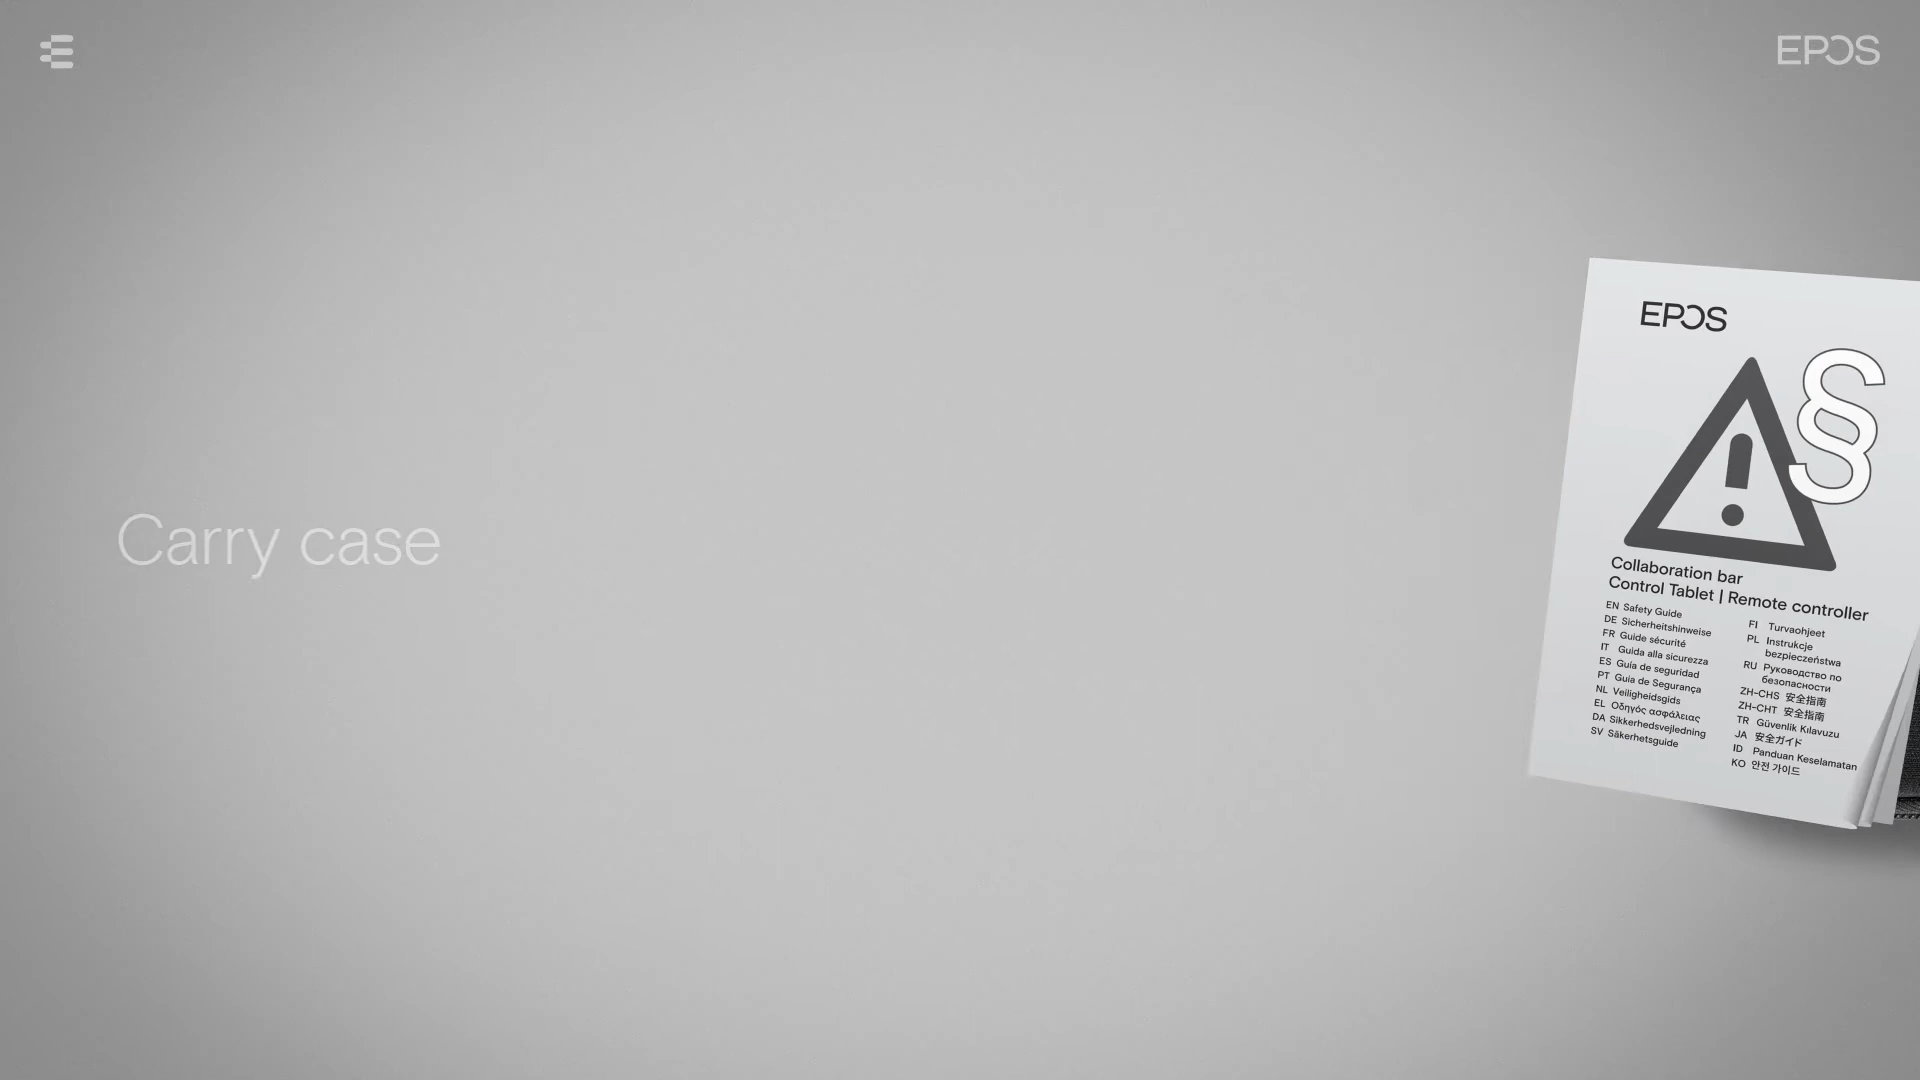 EPOS
Carry case
EPOS
§
Collaboration bar
Control Tablet | Remote controller
EN Safety Guide
DE Sicherheitshinweise
FR Guide sécurité
IT Guida alla sicurezza
ES Guía de seguridad
PT Guia de Segurança
NL Veiligheidsgids
EL Οδηγός ασφάλειας
DA Sikkerhedsvejledning
SV Säkerhetsguide
FI Turvaohjeet
PL Instrukcje
bezpieczeństwa
RU Руководство по
безопасности
ZH-CHS 安全指南
ZH-CHT 安全指南
TR Güvenlik Kılavuzu
JA 安全ガイド
ID Panduan Keselamatan
KO 안전 가이드